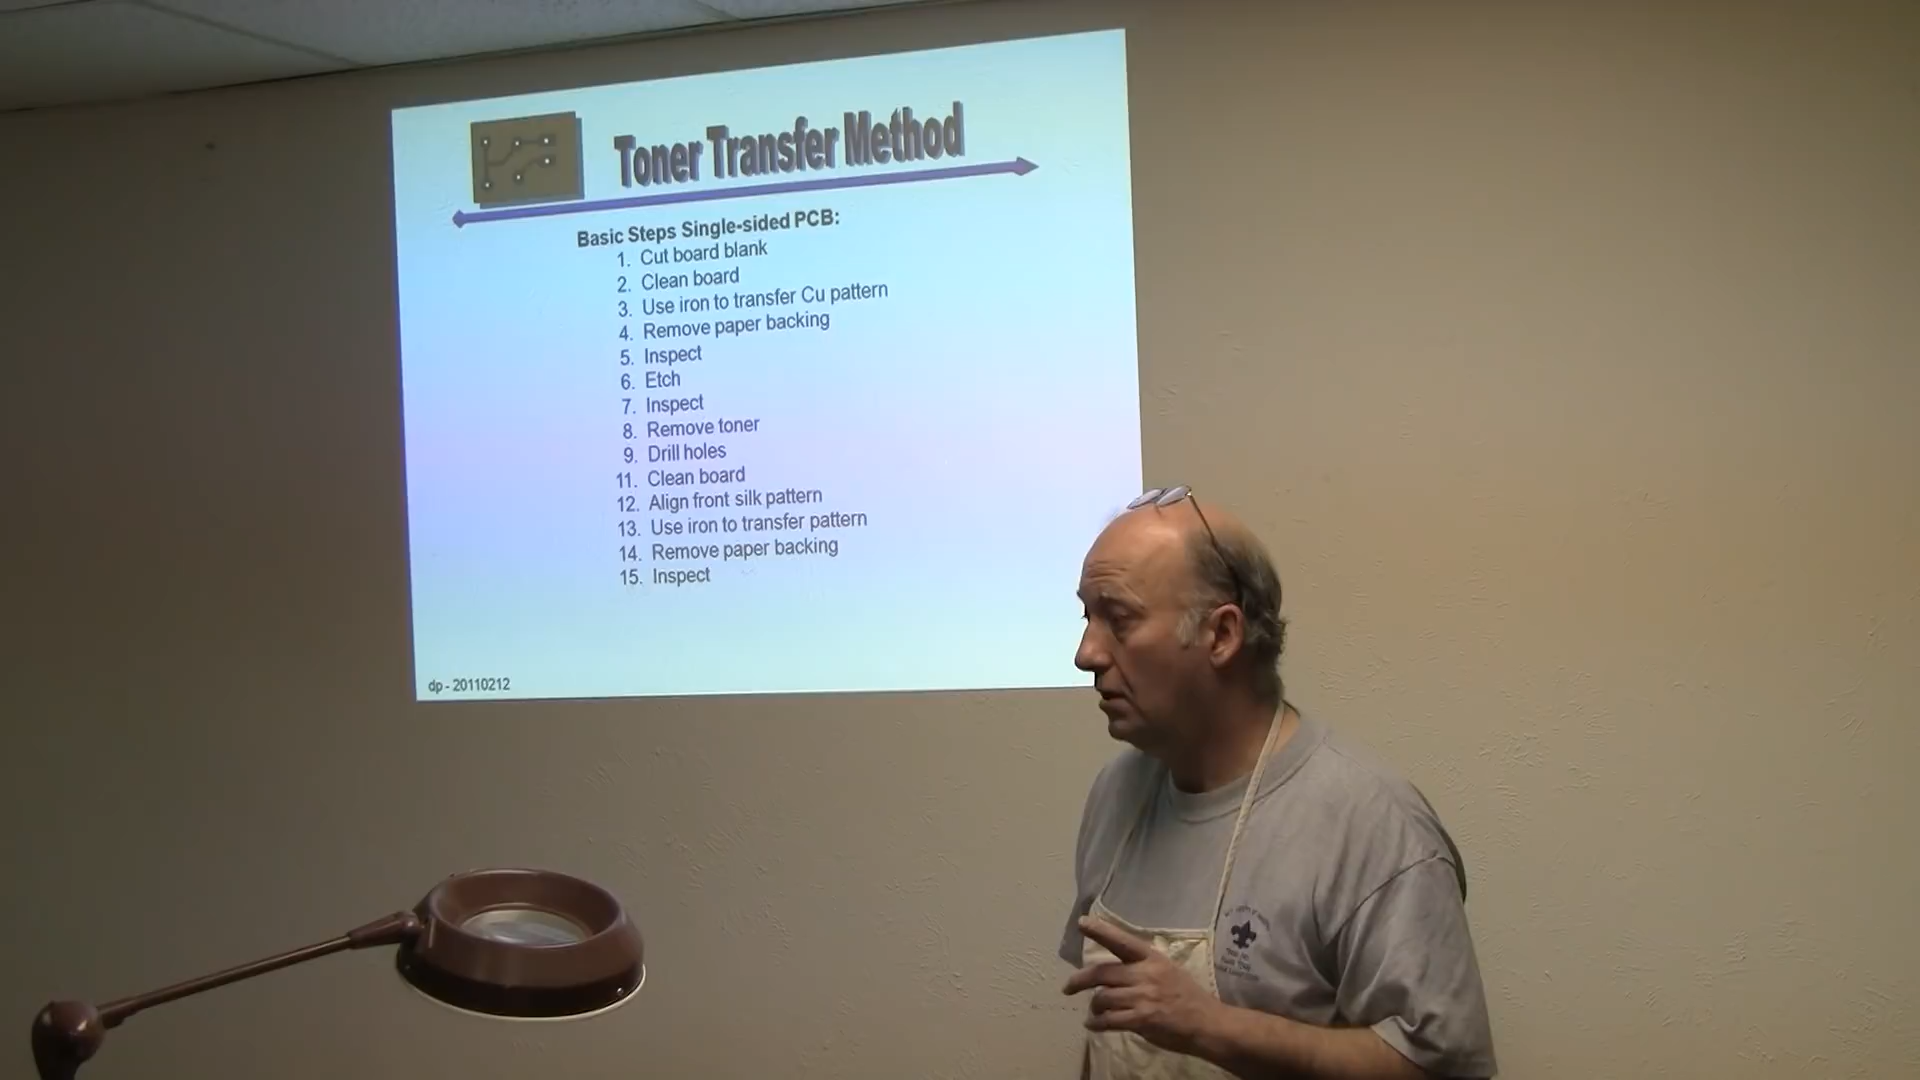 Toner Transfer Method
Basic Steps Single-sided PCB:
1. Cut board blank
2. Clean board
3. Use iron to transfer Cu pattern
4. Remove paper backing
5. Inspect
6. Etch
7. Inspect
8. Remove toner
9. Drill holes
11. Clean board
12. Align front silk pattern
13. Use iron to transfer pattern
14. Remove paper backing
15. Inspect
dp - 20110212